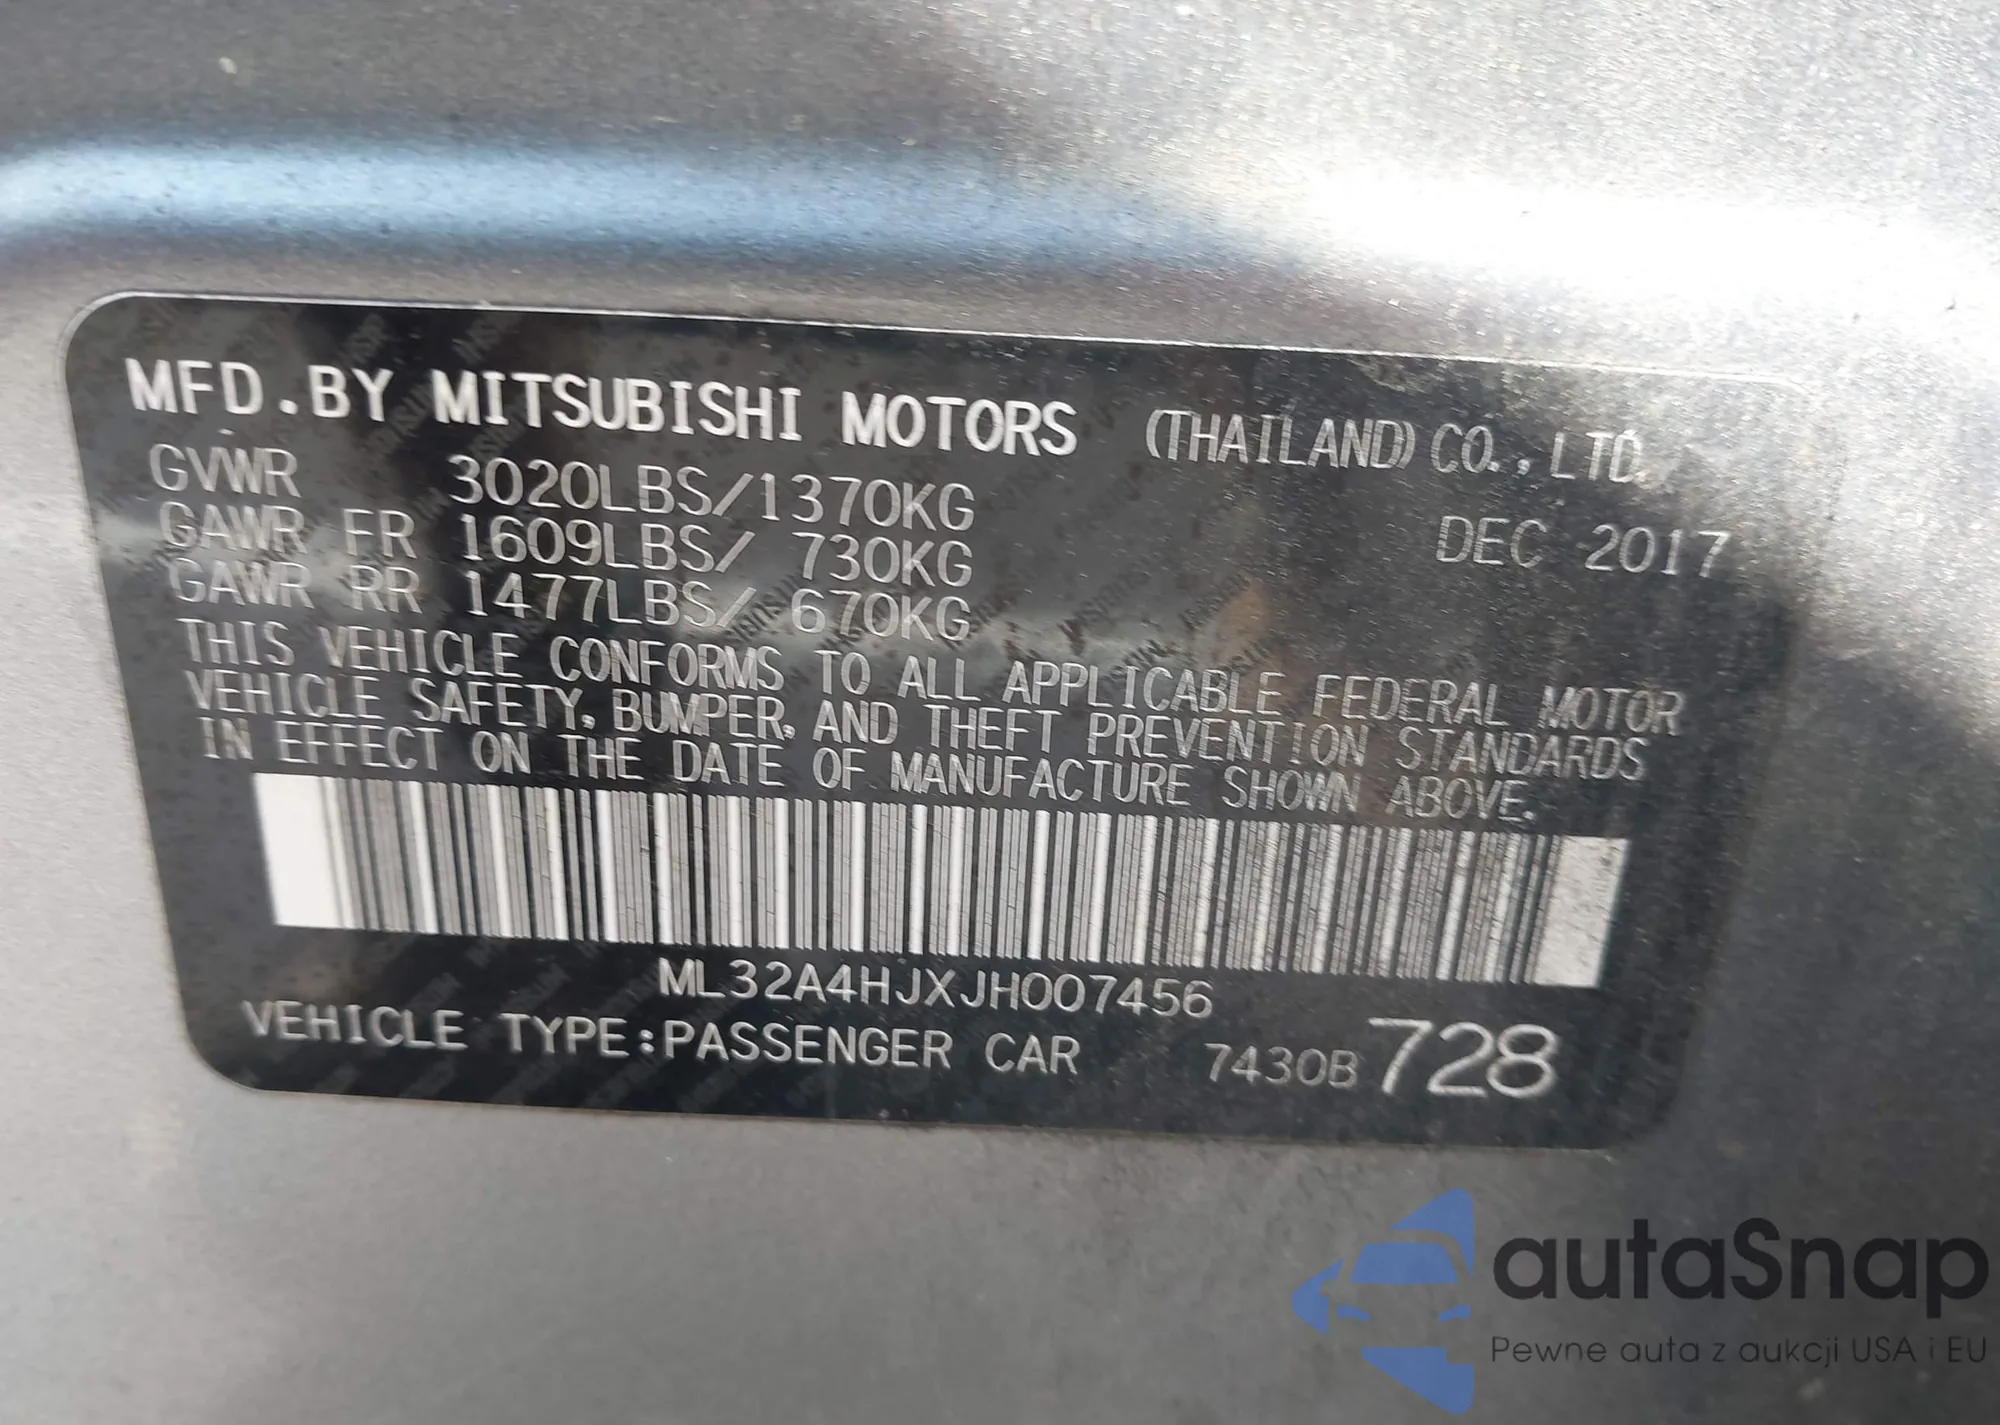 MFD.BY MITSUBISHI MOTORS (THAILAND) CO.,LTD.
GVWR 3020LBS/1370KG
DEC 2017
GAWR FR 1609LBS/ 730KG
GAWR RR 1477LBS/ 670KG
THIS VEHICLE CONFORMS TO ALL APPLICABLE FEDERAL MOTOR
VEHICLE SAFETY, BUMPER, AND THEFT PREVENTION STANDARDS
IN EFFECT ON THE DATE OF MANUFACTURE SHOWN ABOVE.
ML32A4HJXJH007456
VEHICLE TYPE:PASSENGER CAR 7430B 728
autaSnap
Pewne auta z aukcji USA i EU